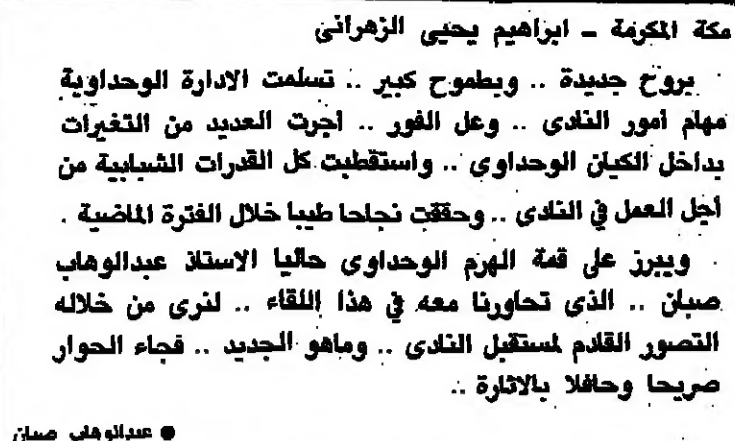 مكة المكرمة ـ ابراهيم يحيى الزهرانى
بروح جديدة .. وبطموح كبير .. تسلمت الادارة الوحداوية
مهام أمور النادى .. وعل الفور .. أجرت العديد من التغيرات
بداخل الكيان الوحداوى .. واستقطبت كل القدرات الشبابية من
أجل العمل في النادى .. وحققت نجاحا طيبا خلال الفترة الماضية .
ويبرز على قمة الهرم الوحداوى حاليا الاستاذ عبدالوهاب
صبان .. الذى تحاورنا معه في هذا اللقاء .. لنرى من خلاله
التصور القادم لمستقبل النادى .. وماهو الجديد .. فجاء الحوار
صريحا وحافلا بالاثارة ..
● عبدالوهاب صبان